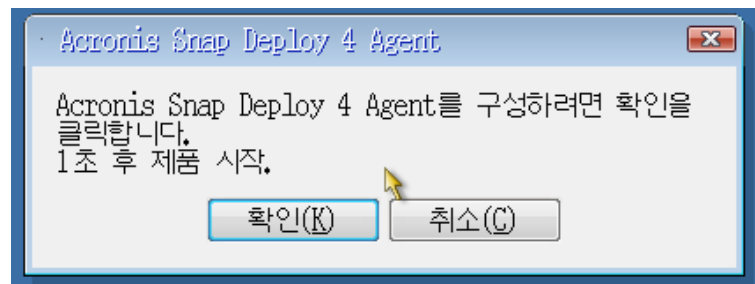 Acronis Snap Deploy 4 Agent
Acronis Snap Deploy 4 Agent를 구성하려면 확인을
클릭합니다.
1초 후 제품 시작.
확인(K)
취소(C)